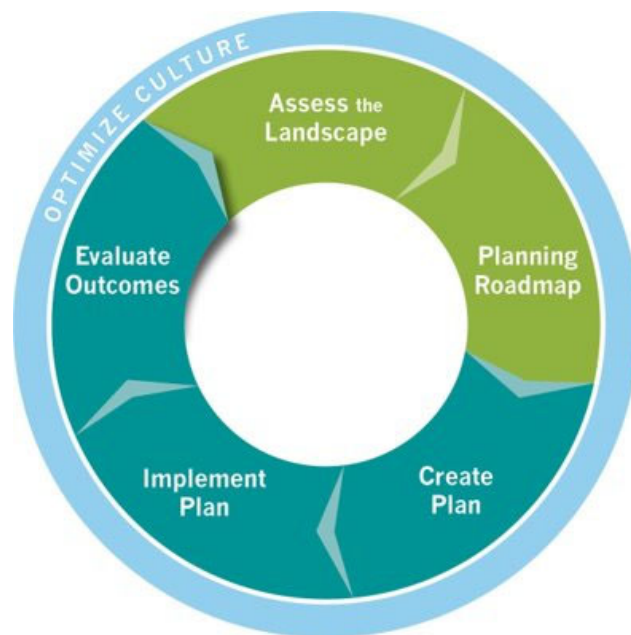 OPTIMIZE CULTURE
Assess the
Landscape
Planning
Roadmap
Create
Plan
Implement
Plan
Evaluate
Outcomes